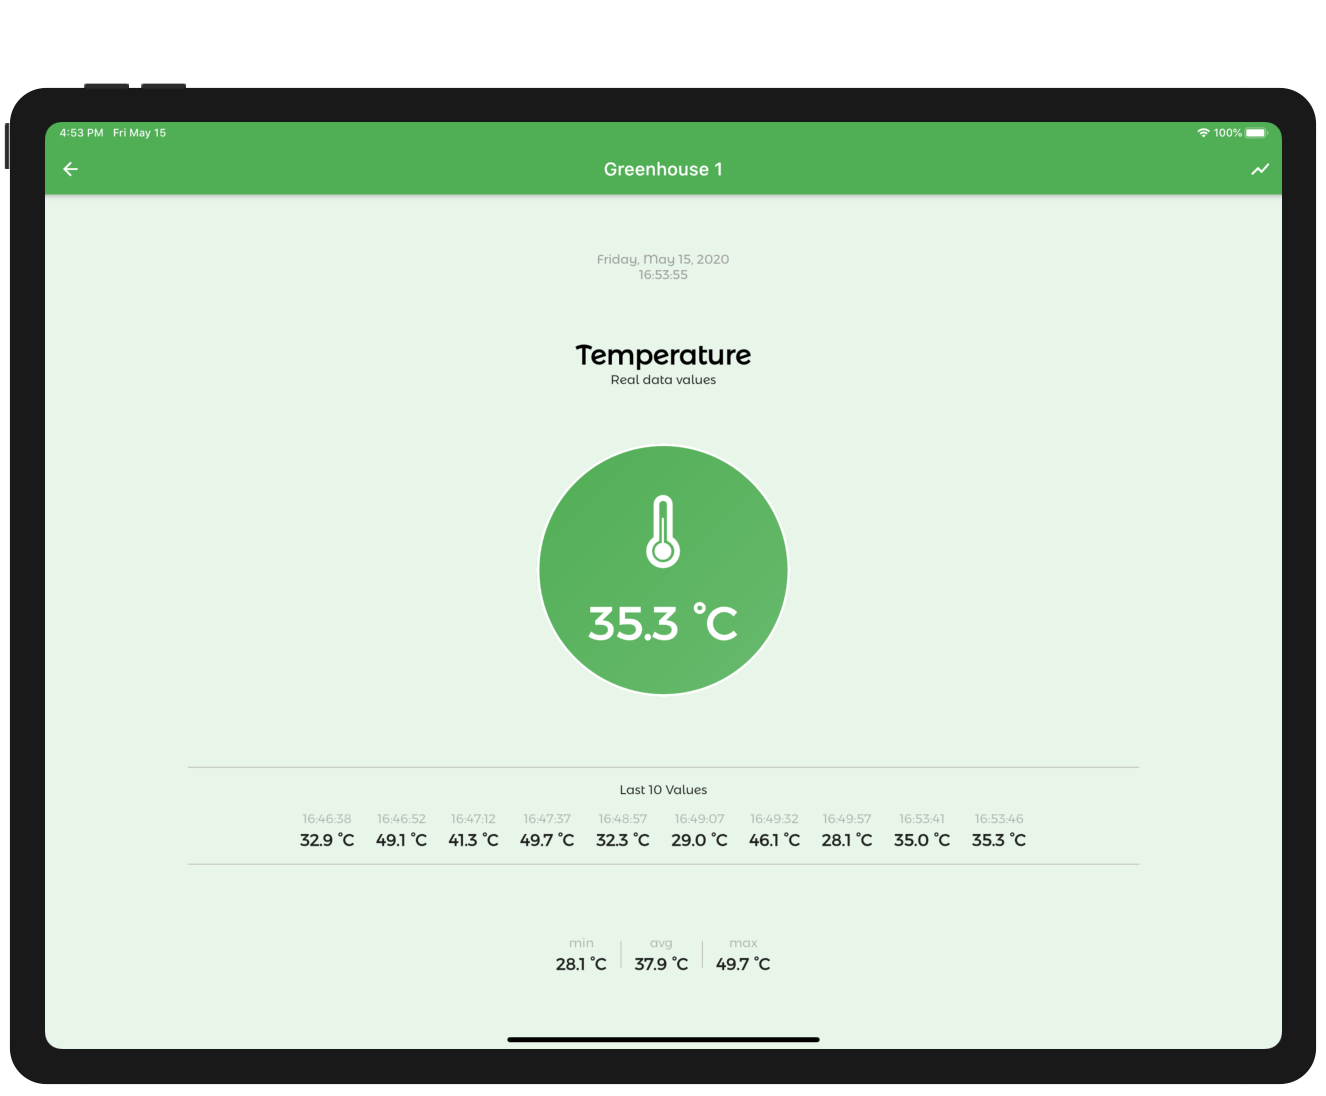 4:53 PM Fri May 15 100%
Greenhouse 1
Friday, May 15, 2020
16:53:55
Temperature
Real data values
35.3 °C
Last 10 Values
16:46:38 16:46:52 16:47:12 16:47:37 16:48:57 16:49:07 16:49:32 16:49:57 16:53:41 16:53:46
32.9 °C 49.1 °C 41.3 °C 49.7 °C 32.3 °C 29.0 °C 46.1 °C 28.1 °C 35.0 °C 35.3 °C
min avg max
28.1 °C 37.9 °C 49.7 °C